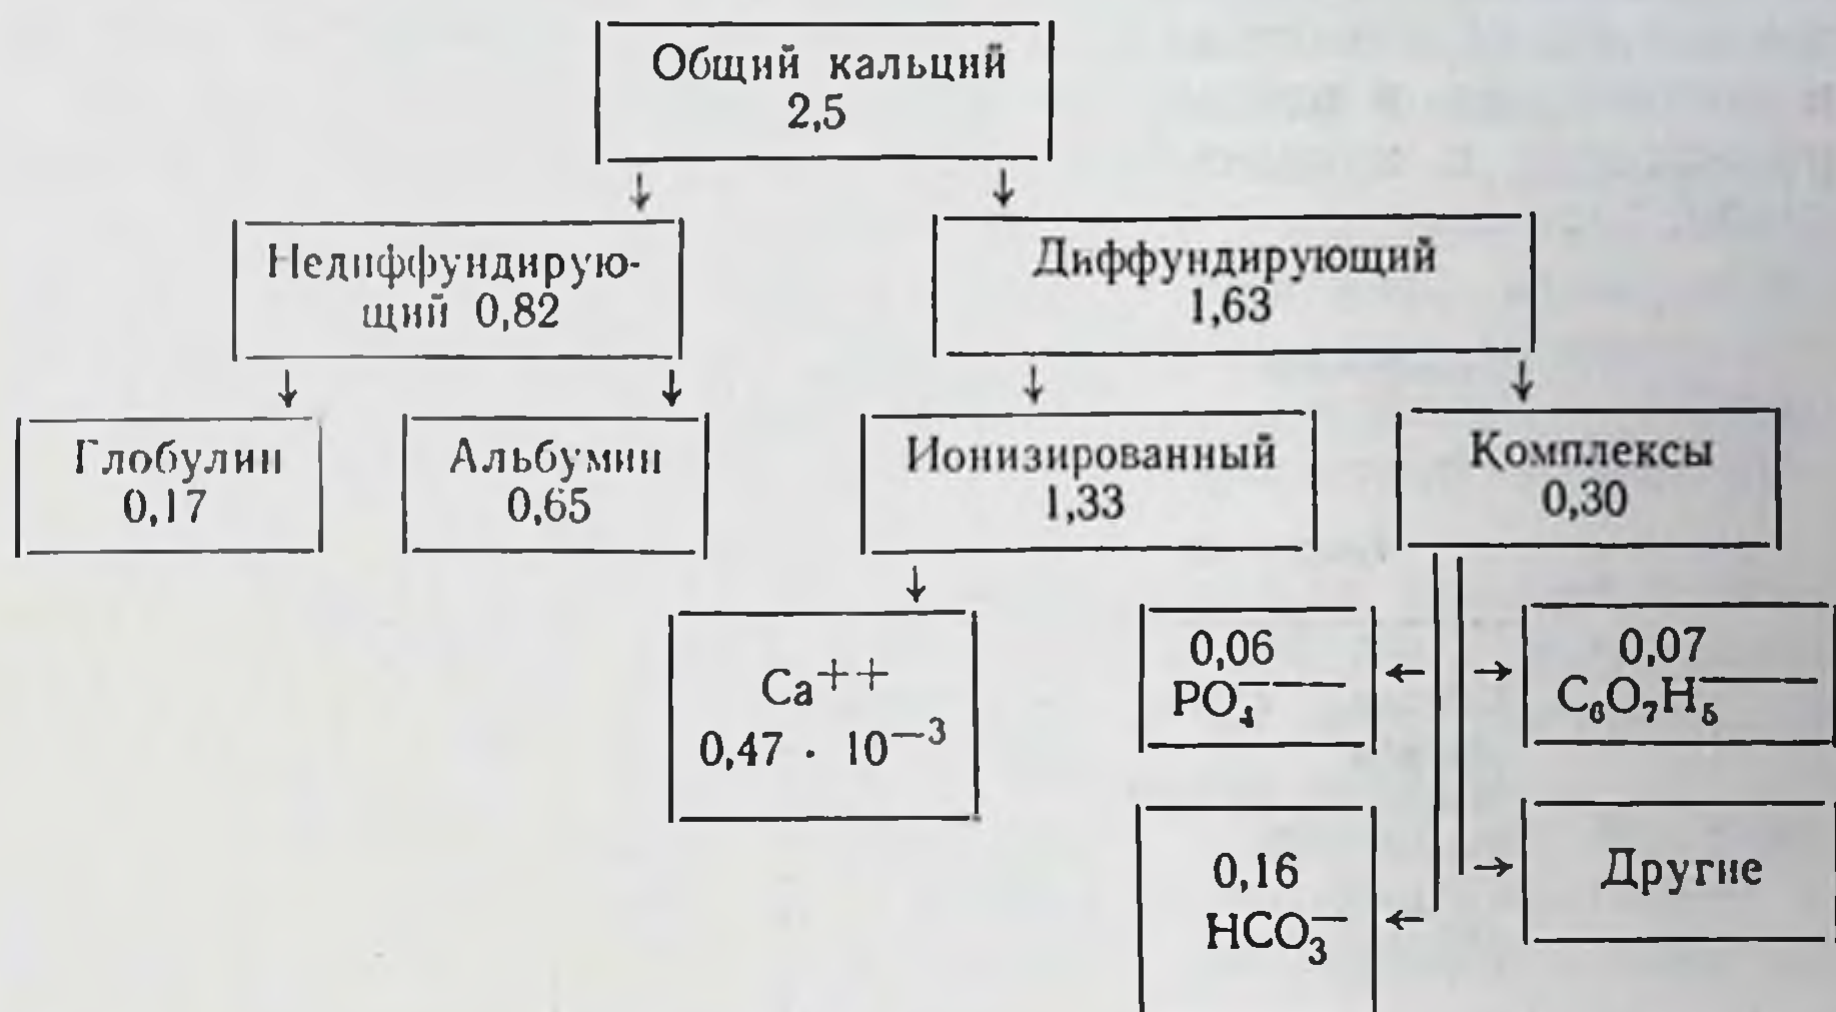 Общий кальций
2,5
Недиффундирую-
щий 0,82
Диффундирующий
1,63
Глобулин
0,17
Альбумин
0,65
Ионизированный
1,33
Комплексы
0,30
Ca⁺⁺
0,47 · 10⁻³
0,06
PO₄⁻⁻⁻
0,07
C₆O₇H₅⁻⁻⁻
0,16
HCO₃⁻
Другие